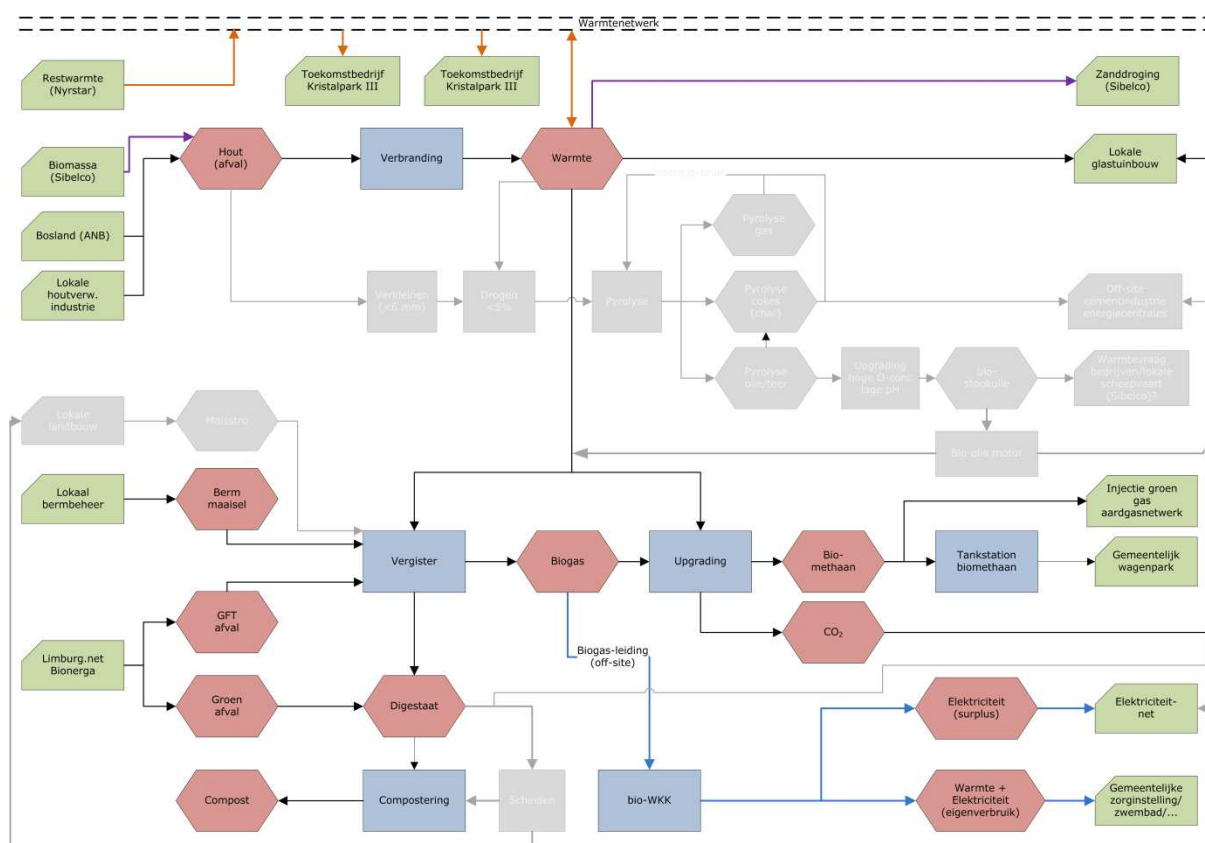 Warmtenetwerk
Restwarmte
(Nyrstar)
Toekomstbedrijf
Kristalpark III
Toekomstbedrijf
Kristalpark III
Zanddroging
(Sibelco)
Biomassa
(Sibelco)
Hout
(afval)
Verbranding
Warmte
Lokale
glastuinbouw
Bosland (ANB)
Lokale
houtverw.
industrie
Verkleinen
(<6 mm)
Drogen
<5%
Pyrolyse
Pyrolyse
gas
Pyrolyse
cokes
(char)
Off-site
cementindustrie
energiecentrales
Pyrolyse
olie/teer
Upgrading
hoge O-conc
lage pH
bio-
stookolie
Warmtevraag
bedrijven/lokale
scheepvaart
(Sibelco)?
Lokale
landbouw
Maisstro
Bio-olie motor
Lokaal
bermbeheer
Berm
maaisel
Vergister
Biogas
Upgrading
Bio-
methaan
Tankstation
biomethaan
Injectie groen
gas
aardgasnetwerk
Gemeentelijk
wagenpark
GFT
afval
CO₂
Limburg.net
Bionerga
Biogas-leiding
(off-site)
Groen
afval
Digestaat
Elektriciteit
(surplus)
Elektriciteit-
net
Compost
Compostering
Scheiden
bio-WKK
Warmte +
Elektriciteit
(eigenverbruik)
Gemeentelijke
zorginstelling/
zwembad/...